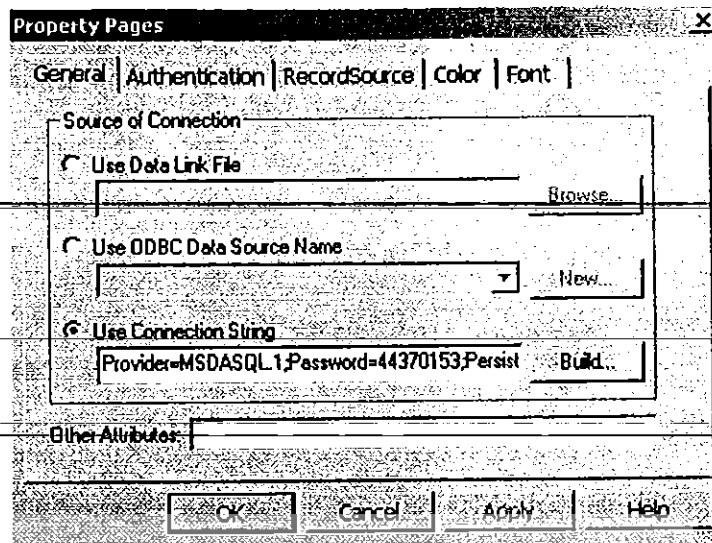 Property Pages
General Authentication RecordSource Color Font
Source of Connection
Use Data Link File
Browse...
Use ODBC Data Source Name
New...
Use Connection String
Provider=MSDASQL.1;Password=44370153;Persist
Build...
Other Attributes:
OK Cancel Apply Help